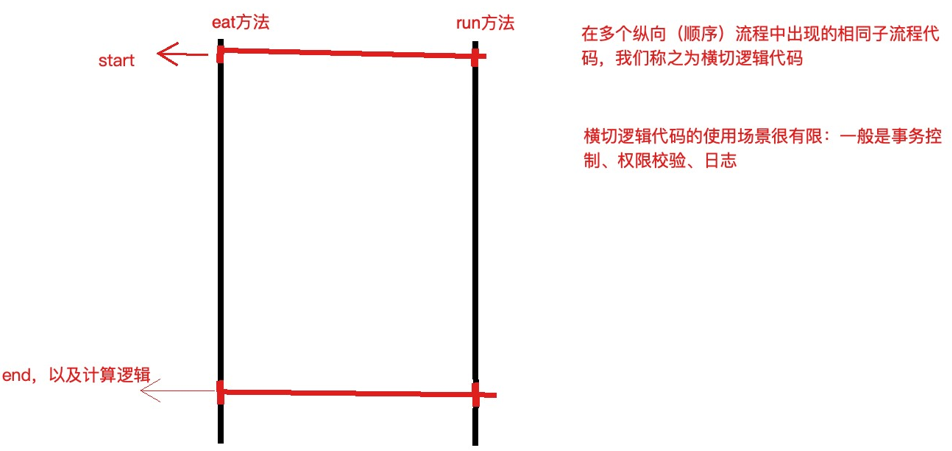 eat方法
run方法
start
end，以及计算逻辑
在多个纵向（顺序）流程中出现的相同子流程代
码，我们称之为横切逻辑代码
横切逻辑代码的使用场景很有限：一般是事务控
制、权限校验、日志